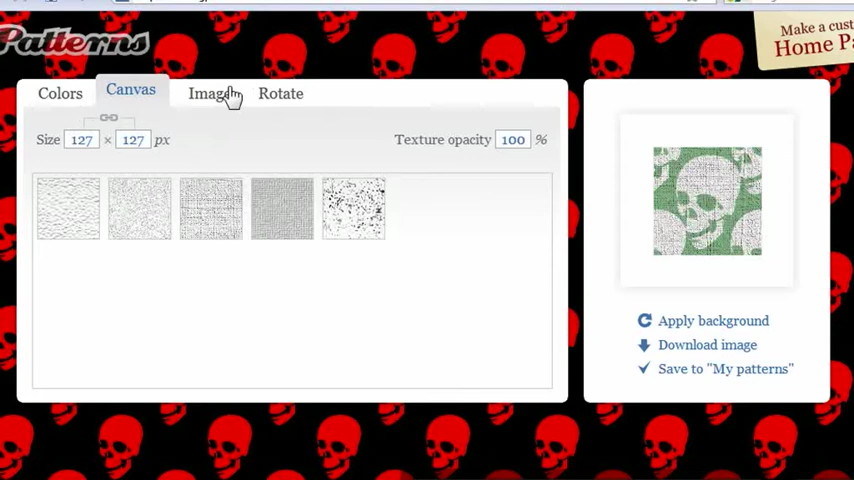 Patterns
Make a cust
Home Pa
Colors
Canvas
Image
Rotate
Size 127 × 127 px
Texture opacity 100 %
Apply background
Download image
Save to "My patterns"